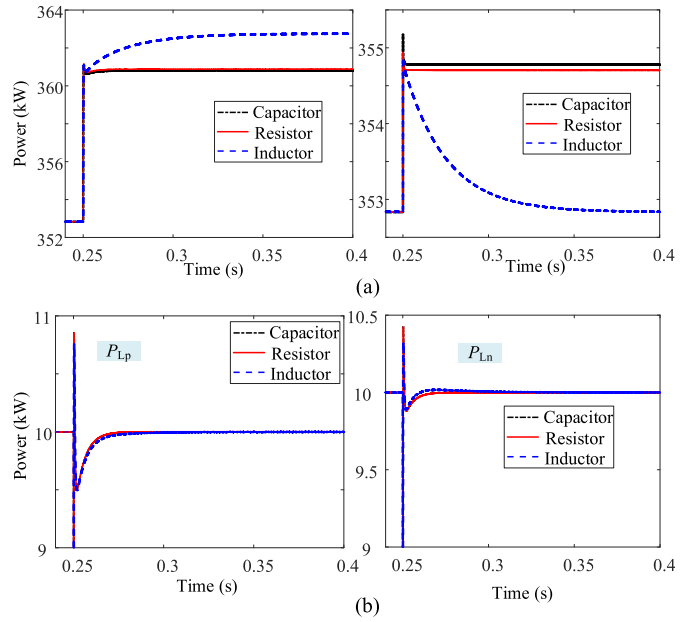 364
360
356
352
Power (kW)
Capacitor
Resistor
Inductor
0.25
0.3
0.35
0.4
Time (s)
355
354
353
Capacitor
Resistor
Inductor
0.25
0.3
0.35
0.4
Time (s)
(a)
11
10
9
Power (kW)
PLp
Capacitor
Resistor
Inductor
0.25
0.3
0.35
0.4
Time (s)
10.5
10
9.5
9
PLn
Capacitor
Resistor
Inductor
0.25
0.3
0.35
0.4
Time (s)
(b)